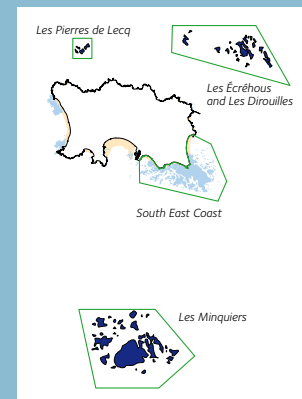 Les Pierres de Lecq
Les Écréhous
and Les Dirouilles
South East Coast
Les Minquiers